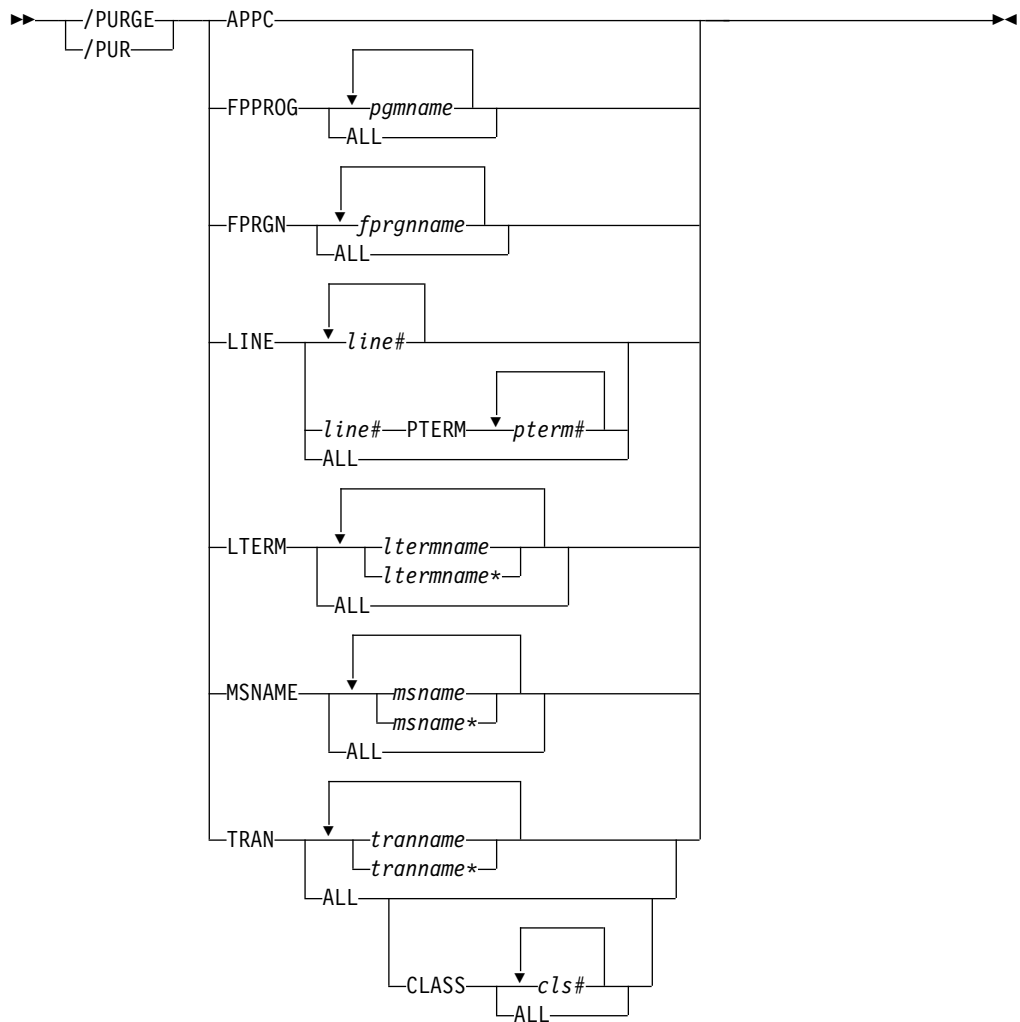 /PURGE APPC
/PUR
FPPROG pgmname
ALL
FPRGN fprgnname
ALL
LINE line#
line# PTERM pterm#
ALL
LTERM ltermname
ltermname*
ALL
MSNAME msname
msname*
ALL
TRAN tranname
tranname*
ALL
CLASS cls#
ALL